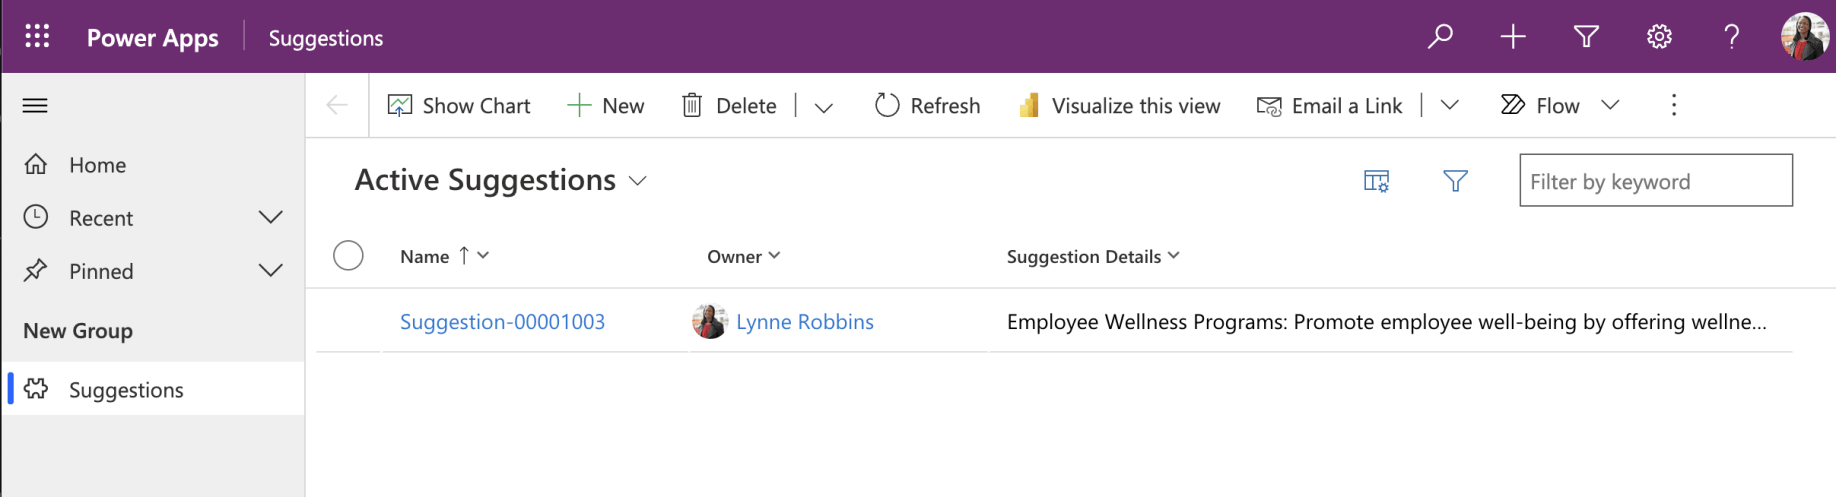 Power Apps Suggestions
Show Chart New Delete Refresh Visualize this view Email a Link Flow
Home
Recent
Pinned
New Group
Suggestions
Active Suggestions
Filter by keyword
Name Owner Suggestion Details
Suggestion-00001003 Lynne Robbins Employee Wellness Programs: Promote employee well-being by offering wellne...